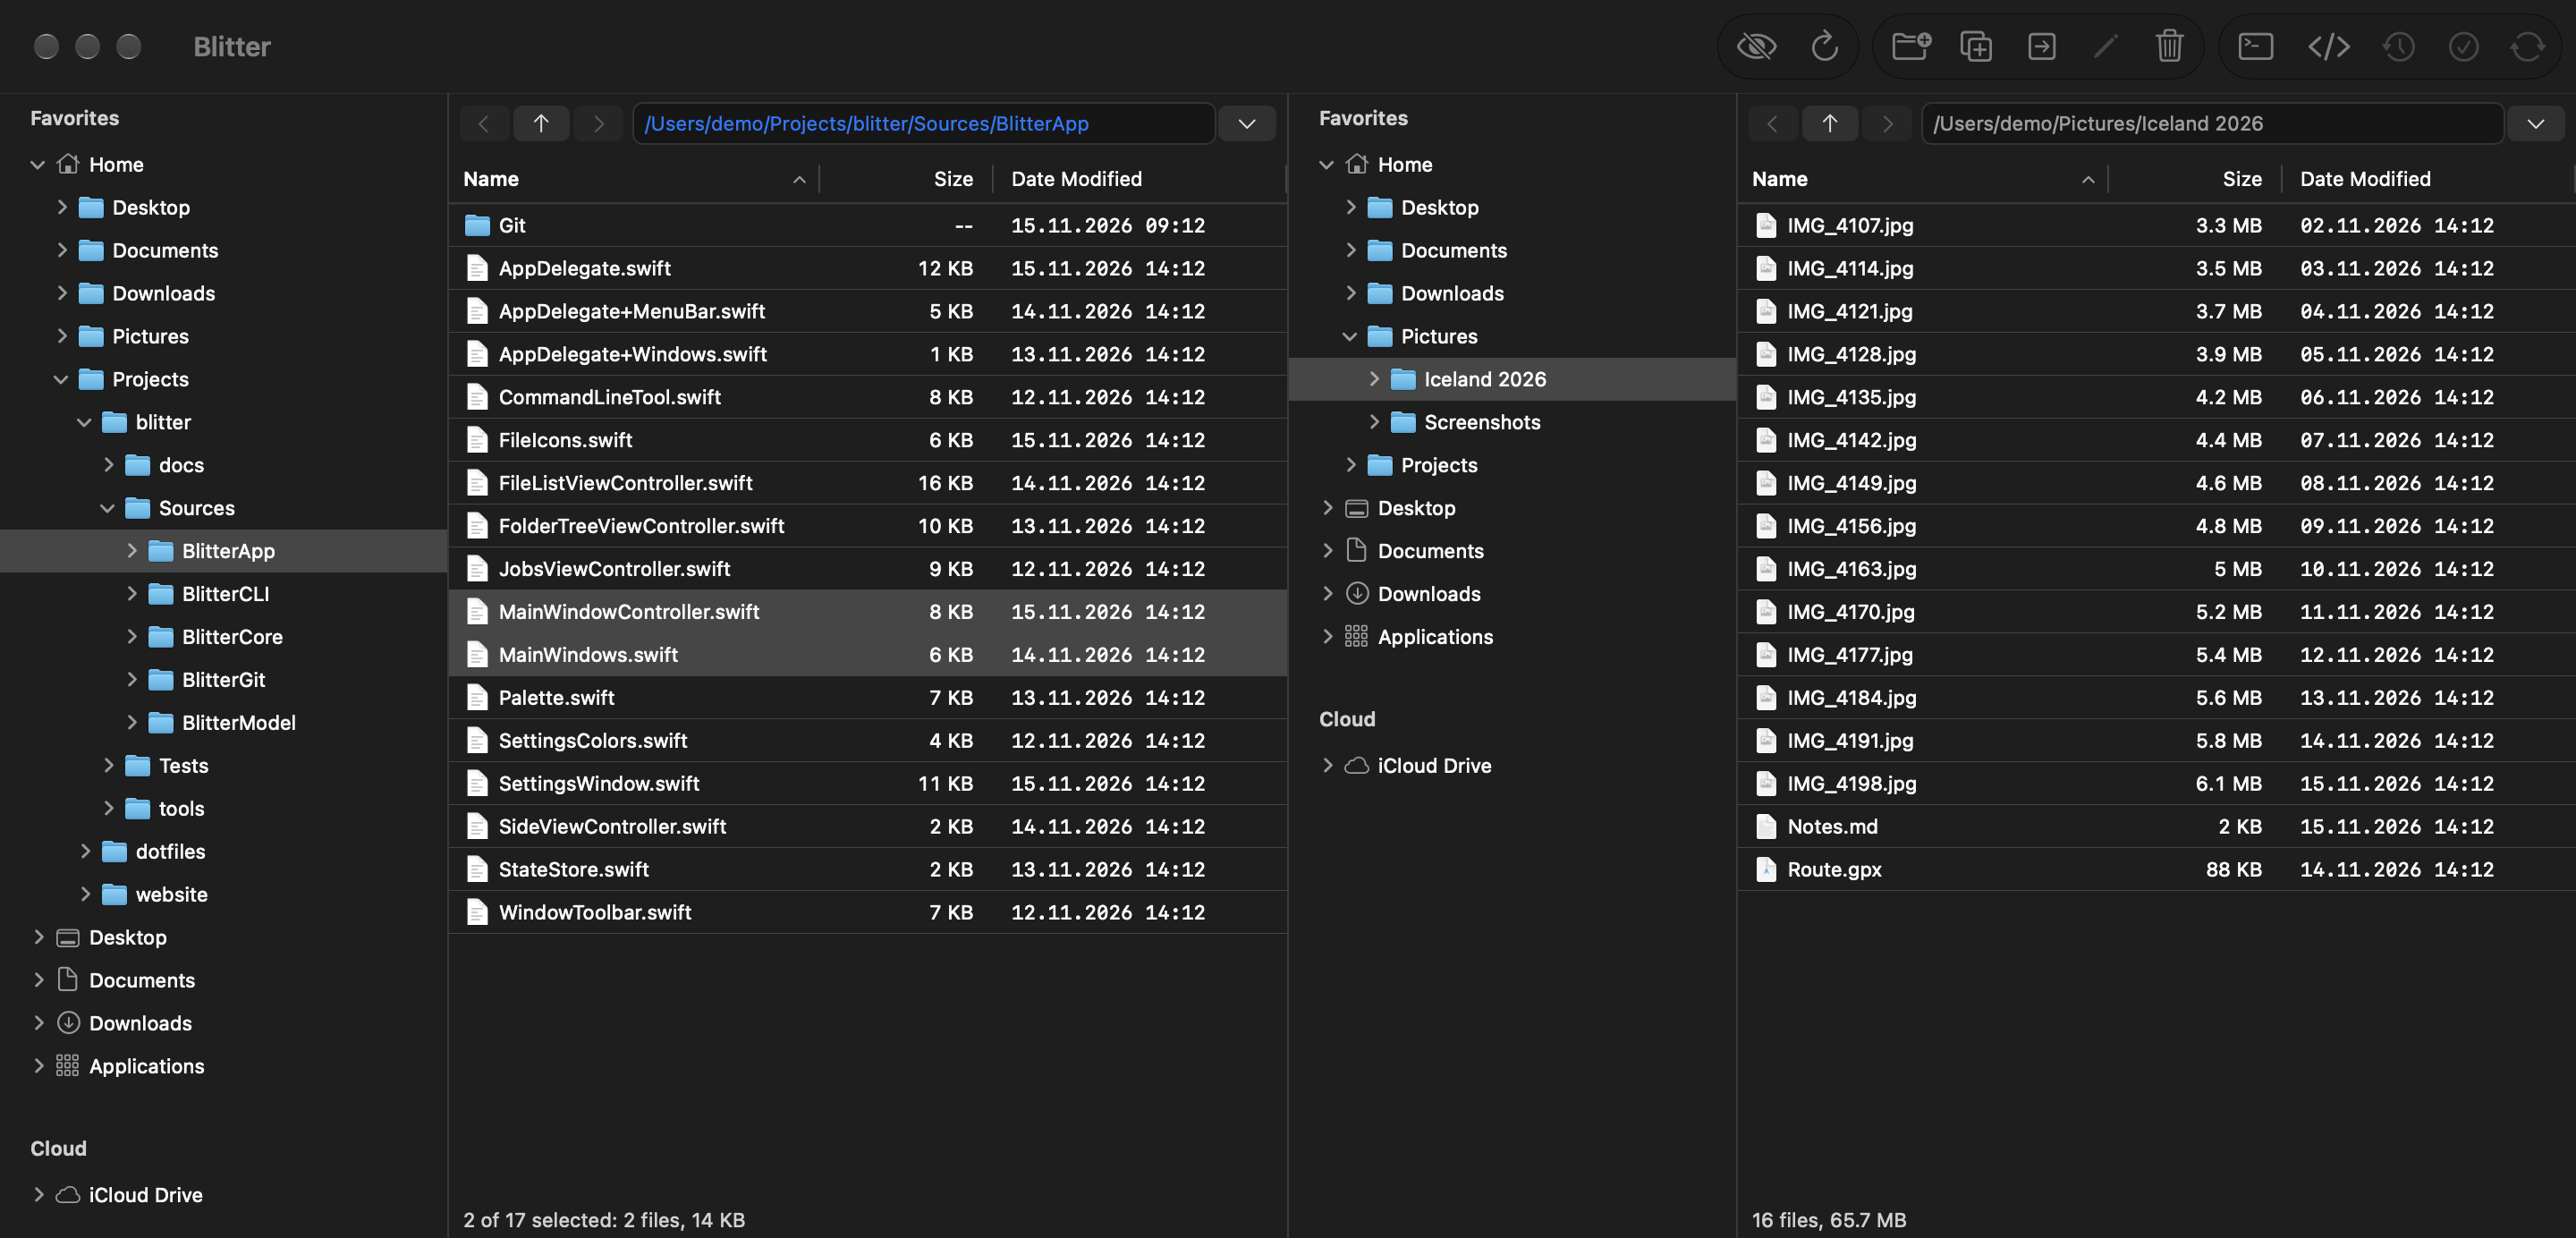 Blitter
Favorites
Home
Desktop
Documents
Downloads
Pictures
Projects
blitter
docs
Sources
BlitterApp
BlitterCLI
BlitterCore
BlitterGit
BlitterModel
Tests
tools
dotfiles
website
Desktop
Documents
Downloads
Applications
Cloud
iCloud Drive
/Users/demo/Projects/blitter/Sources/BlitterApp
Name Size Date Modified
Git -- 15.11.2026 09:12
AppDelegate.swift 12 KB 15.11.2026 14:12
AppDelegate+MenuBar.swift 5 KB 14.11.2026 14:12
AppDelegate+Windows.swift 1 KB 13.11.2026 14:12
CommandLineTool.swift 8 KB 12.11.2026 14:12
FileIcons.swift 6 KB 15.11.2026 14:12
FileListViewController.swift 16 KB 14.11.2026 14:12
FolderTreeViewController.swift 10 KB 13.11.2026 14:12
JobsViewController.swift 9 KB 12.11.2026 14:12
MainWindowController.swift 8 KB 15.11.2026 14:12
MainWindows.swift 6 KB 14.11.2026 14:12
Palette.swift 7 KB 13.11.2026 14:12
SettingsColors.swift 4 KB 12.11.2026 14:12
SettingsWindow.swift 11 KB 15.11.2026 14:12
SideViewController.swift 2 KB 14.11.2026 14:12
StateStore.swift 2 KB 13.11.2026 14:12
WindowToolbar.swift 7 KB 12.11.2026 14:12
2 of 17 selected: 2 files, 14 KB
Favorites
Home
Desktop
Documents
Downloads
Pictures
Iceland 2026
Screenshots
Projects
Desktop
Documents
Downloads
Applications
Cloud
iCloud Drive
/Users/demo/Pictures/Iceland 2026
Name Size Date Modified
IMG_4107.jpg 3.3 MB 02.11.2026 14:12
IMG_4114.jpg 3.5 MB 03.11.2026 14:12
IMG_4121.jpg 3.7 MB 04.11.2026 14:12
IMG_4128.jpg 3.9 MB 05.11.2026 14:12
IMG_4135.jpg 4.2 MB 06.11.2026 14:12
IMG_4142.jpg 4.4 MB 07.11.2026 14:12
IMG_4149.jpg 4.6 MB 08.11.2026 14:12
IMG_4156.jpg 4.8 MB 09.11.2026 14:12
IMG_4163.jpg 5 MB 10.11.2026 14:12
IMG_4170.jpg 5.2 MB 11.11.2026 14:12
IMG_4177.jpg 5.4 MB 12.11.2026 14:12
IMG_4184.jpg 5.6 MB 13.11.2026 14:12
IMG_4191.jpg 5.8 MB 14.11.2026 14:12
IMG_4198.jpg 6.1 MB 15.11.2026 14:12
Notes.md 2 KB 15.11.2026 14:12
Route.gpx 88 KB 14.11.2026 14:12
16 files, 65.7 MB